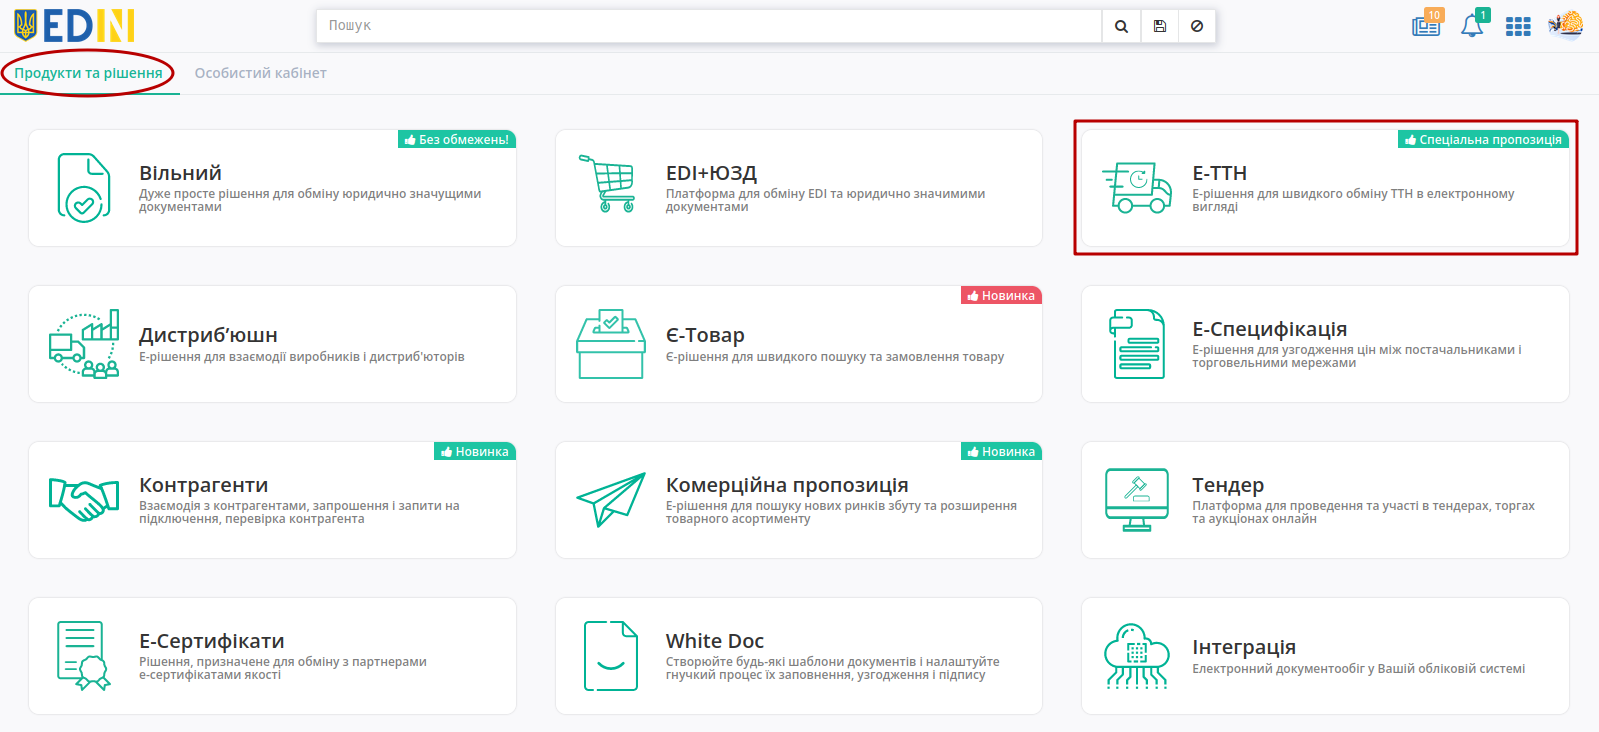 EDIN
Пошук
10
1
Продукти та рішення
Особистий кабінет
Без обмежень!
Вільний
Дуже просте рішення для обміну юридично значущими
документами
EDI+ЮЗД
Платформа для обміну EDI та юридично значимими
документами
Спеціальна пропозиція
Е-ТТН
Е-рішення для швидкого обміну ТТН в електронному
вигляді
Дистриб’юшн
Е-рішення для взаємодії виробників і дистриб'юторів
Новинка
Є-Товар
Є-рішення для швидкого пошуку та замовлення товару
Е-Специфікація
Е-рішення для узгодження цін між постачальниками і
торговельними мережами
Новинка
Контрагенти
Взаємодія з контрагентами, запрошення і запити на
підключення, перевірка контрагента
Новинка
Комерційна пропозиція
Е-рішення для пошуку нових ринків збуту та розширення
товарного асортименту
Тендер
Платформа для проведення та участі в тендерах, торгах
та аукціонах онлайн
Е-Сертифікати
Рішення, призначене для обміну з партнерами
е-сертифікатами якості
White Doc
Створюйте будь-які шаблони документів і налаштуйте
гнучкий процес їх заповнення, узгодження і підпису
Інтеграція
Електронний документообіг у Вашій обліковій системі